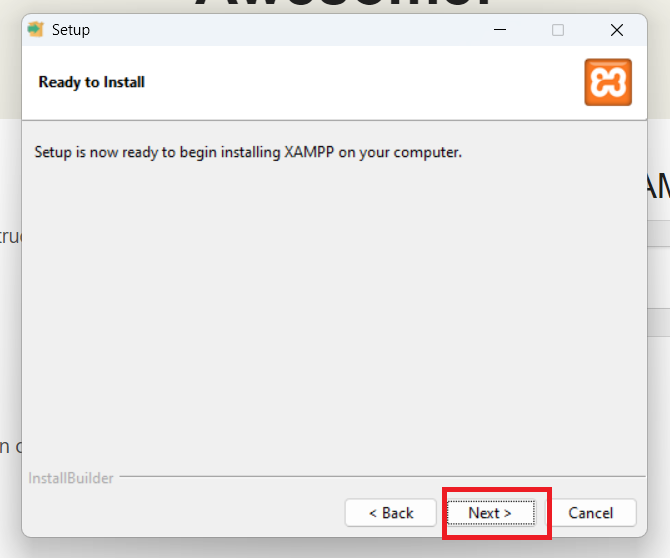 Setup
Ready to Install
Setup is now ready to begin installing XAMPP on your computer.
InstallBuilder
< Back
Next >
Cancel